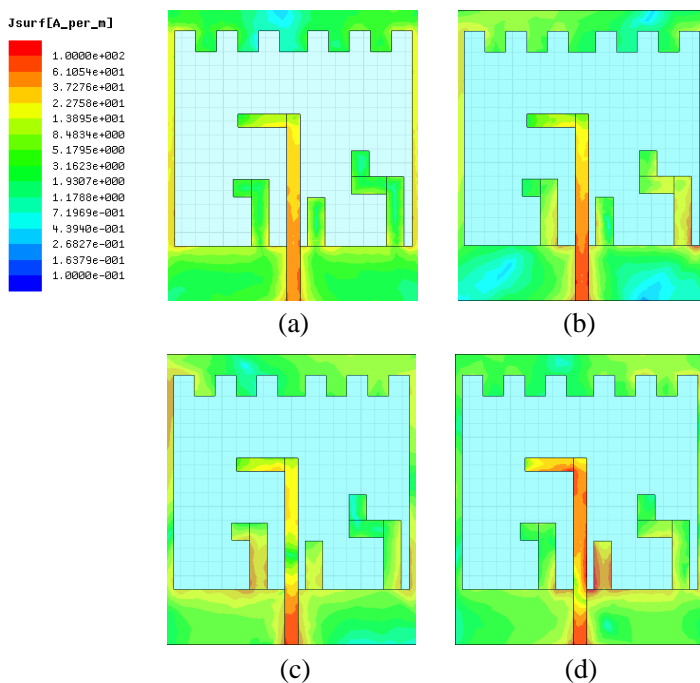 Jsurf[A_per_m]
1.0000e+002
6.1054e+001
3.7276e+001
2.2758e+001
1.3895e+001
8.4834e+000
5.1795e+000
3.1623e+000
1.9307e+000
1.1788e+000
7.1969e-001
4.3940e-001
2.6827e-001
1.6379e-001
1.0000e-001
(a)
(b)
(c)
(d)